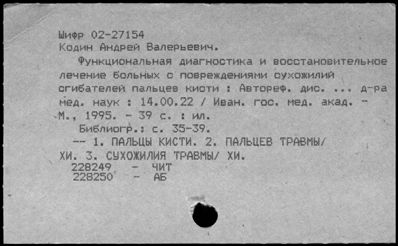 Шифр 02-27154
Кодин Андрей Валерьевич.
Функциональная диагностика и восстановительное
лечение больных с повреждениями сухожилий
сгибателей пальцев кисти : Автореф. дис. ... д-ра
мед. наук : 14.00.22 / Иван. гос. мед. акад. -
М., 1995. - 39 с. : ил.
Библиогр.: с. 35-39.
-- 1. ПАЛЬЦЫ КИСТИ. 2. ПАЛЬЦЕВ ТРАВМЫ/
ХИ. 3. СУХОЖИЛИЯ ТРАВМЫ/ ХИ.
228249 - ЧИТ
228250 - АБ